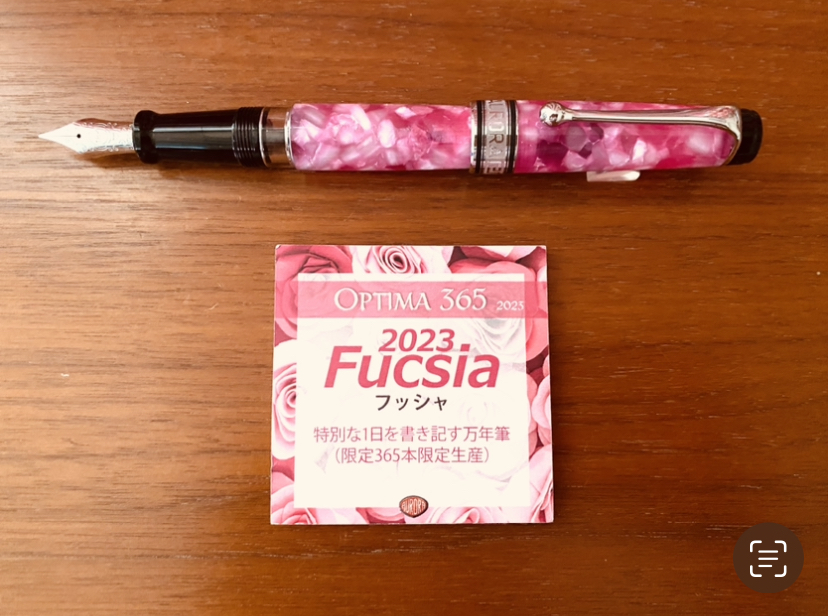 OPTIMA 365 2023
2023
Fucsia
フッシャ
特別な1日を書き記す万年筆
(限定365本限定生産)
AURORA